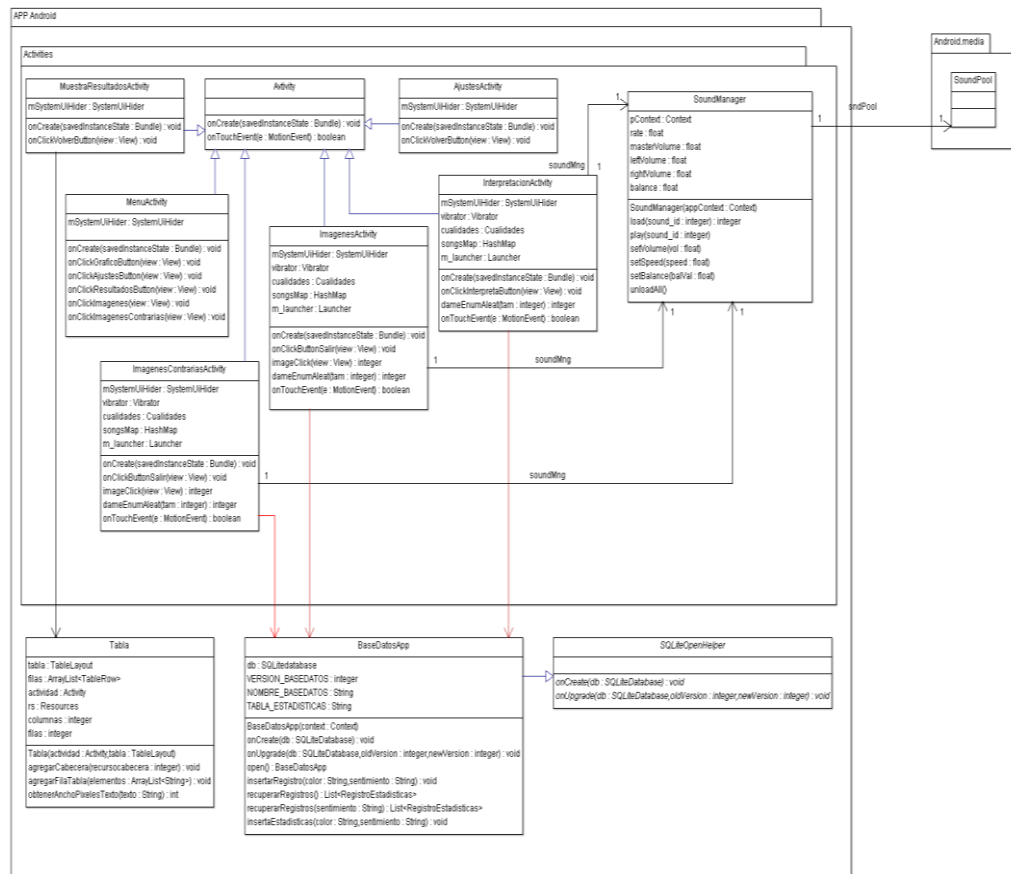 APP Android
Activities
MuestraResultadosActivity
mSystemUiHider : SystemUiHider
onCreate(savedInstanceState : Bundle) : void
onClickVolverButton(view : View) : void
Avtivity
onCreate(savedInstanceState : Bundle) : void
onTouchEvent(e : MotionEvent) : boolean
AjustesActivity
mSystemUiHider : SystemUiHider
onCreate(savedInstanceState : Bundle) : void
onClickVolverButton(view : View) : void
SoundManager
pContext : Context
rate : float
masterVolume : float
leftVolume : float
rightVolume : float
balance : float
SoundManager(appContext : Context)
load(sound_id : integer) : integer
play(sound_id : integer)
setVolume(vol : float)
setSpeed(speed : float)
setBalance(balVal : float)
unloadAll()
Android.media
SoundPool
sndPool
1
1
1
soundMng
1
MenuActivity
mSystemUiHider : SystemUiHider
onCreate(savedInstanceState : Bundle) : void
onClickGraficoButton(view : View) : void
onClickAjustesButton(view : View) : void
onClickResultadosButton(view : View) : void
onClickImagenes(view : View) : void
onClickImagenesContrarias(view : View) : void
ImagenesActivity
mSystemUiHider : SystemUiHider
vibrator : Vibrator
cualidades : Cualidades
songsMap : HashMap
m_launcher : Launcher
onCreate(savedInstanceState : Bundle) : void
onClickButtonSalir(view : View) : void
imageClick(view : View) : integer
dameEnumAleat(tam : integer) : integer
onTouchEvent(e : MotionEvent) : boolean
InterpretacionActivity
mSystemUiHider : SystemUiHider
vibrator : Vibrator
cualidades : Cualidades
songsMap : HashMap
m_launcher : Launcher
onCreate(savedInstanceState : Bundle) : void
onClickInterpretaButton(view : View) : void
dameEnumAleat(tam : integer) : integer
onTouchEvent(e : MotionEvent) : boolean
1
soundMng
1
1
ImagenesContrariasActivity
mSystemUiHider : SystemUiHider
vibrator : Vibrator
cualidades : Cualidades
songsMap : HashMap
m_launcher : Launcher
onCreate(savedInstanceState : Bundle) : void
onClickButtonSalir(view : View) : void
imageClick(view : View) : integer
dameEnumAleat(tam : integer) : integer
onTouchEvent(e : MotionEvent) : boolean
1
soundMng
Tabla
tabla : TableLayout
filas : ArrayList<TableRow>
actividad : Activity
rs : Resources
columnas : integer
filas : integer
Tabla(actividad : Activity,tabla : TableLayout)
agregarCabecera(recursocabecera : integer) : void
agregarFilaTabla(elementos : ArrayList<String>) : void
obtenerAnchoPixelesTexto(texto : String) : int
BaseDatosApp
db : SQLitedatabase
VERSION_BASEDATOS : integer
NOMBRE_BASEDATOS : String
TABLA_ESTADISTICAS : String
BaseDatosApp(context : Context)
onCreate(db : SQLiteDatabase) : void
onUpgrade(db : SQLiteDatabase,oldVersion : integer,newVersion : integer) : void
open() : BaseDatosApp
insertarRegistro(color : String,sentimiento : String) : void
recuperarRegistros() : List<RegistroEstadisticas>
recuperarRegistros(sentimiento : String) : List<RegistroEstadisticas>
insertaEstadisticas(color : String,sentimiento : String) : void
SQLiteOpenHelper
onCreate(db : SQLiteDatabase) : void
onUpgrade(db : SQLiteDatabase,oldVersion : integer,newVersion : integer) : void